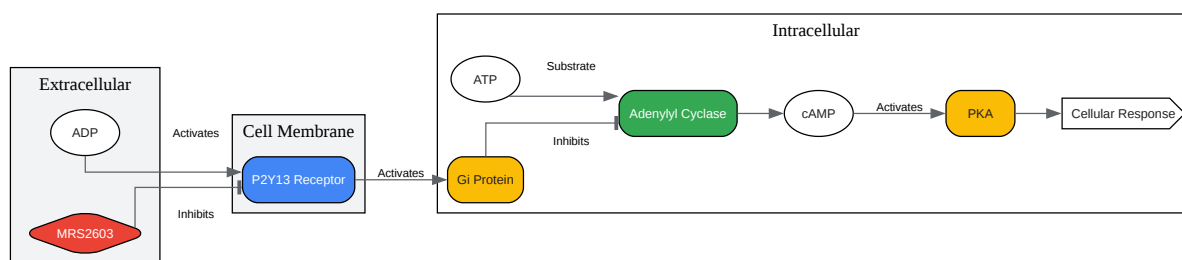 Extracellular
ADP
MRS2603
Activates
Inhibits
Cell Membrane
P2Y13 Receptor
Activates
Intracellular
ATP
Substrate
Gi Protein
Inhibits
Adenylyl Cyclase
cAMP
Activates
PKA
Cellular Response